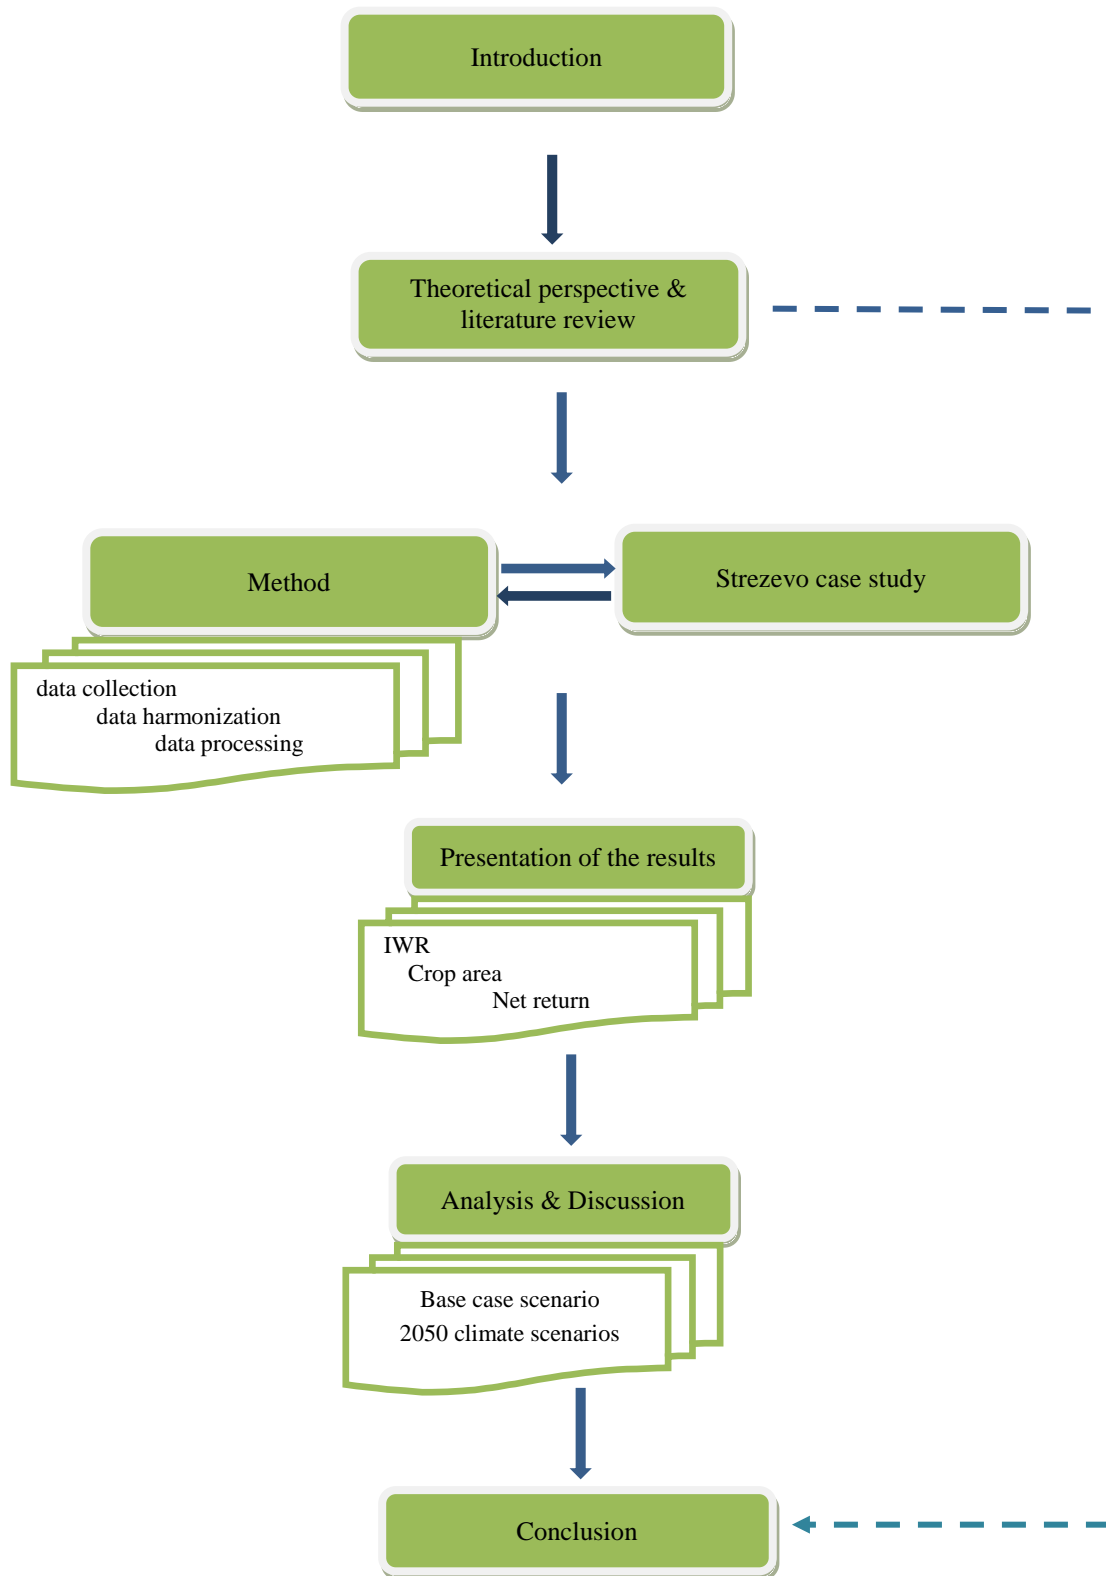 Introduction
Theoretical perspective &
literature review
Method
Strezevo case study
data collection
data harmonization
data processing
Presentation of the results
IWR
Crop area
Net return
Analysis & Discussion
Base case scenario
2050 climate scenarios
Conclusion